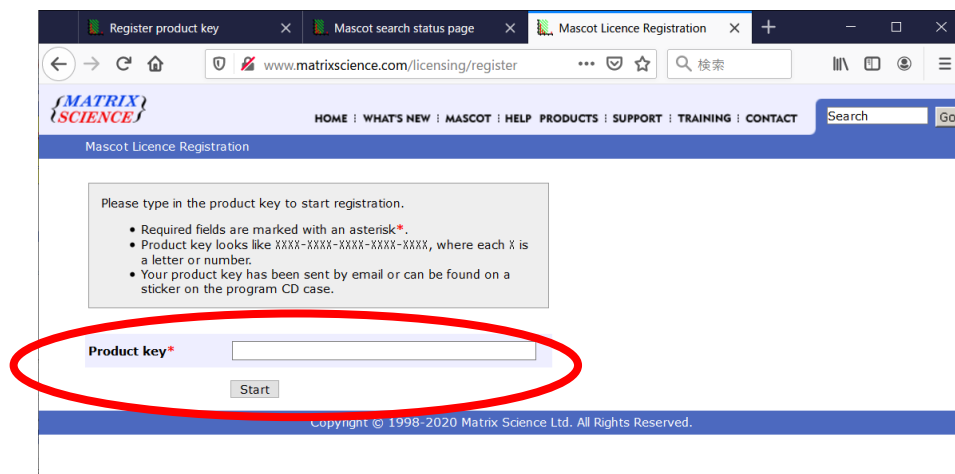 Register product key
Mascot search status page
Mascot Licence Registration
www.matrixscience.com/licensing/register
検索
{MATRIX}
{SCIENCE}
HOME : WHAT'S NEW : MASCOT : HELP PRODUCTS : SUPPORT : TRAINING : CONTACT
Search
Go
Mascot Licence Registration
Please type in the product key to start registration.
• Required fields are marked with an asterisk*.
• Product key looks like XXXX-XXXX-XXXX-XXXX-XXXX, where each X is
a letter or number.
• Your product key has been sent by email or can be found on a
sticker on the program CD case.
Product key*
Start
Copyright © 1998-2020 Matrix Science Ltd. All Rights Reserved.